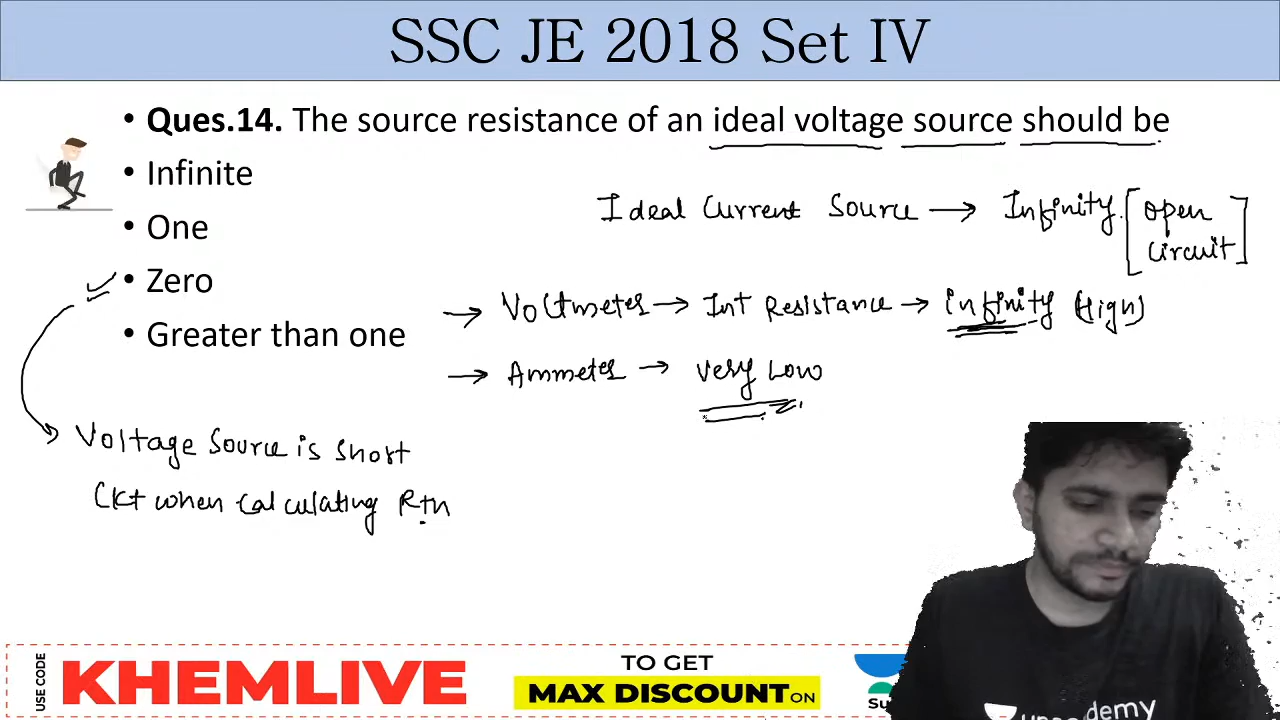 SSC JE 2018 Set IV
• Ques.14. The source resistance of an ideal voltage source should be
• Infinite
• One
• Zero
• Greater than one
Ideal Current Source → Infinity. [open
circuit]
→ Voltmeter → Int Resistance → infinity (High)
→ Ammeter → very Low
Voltage Source is short
Ckt when calculating Rth
USE CODE
KHEMLIVE
TO GET
MAX DISCOUNT ON